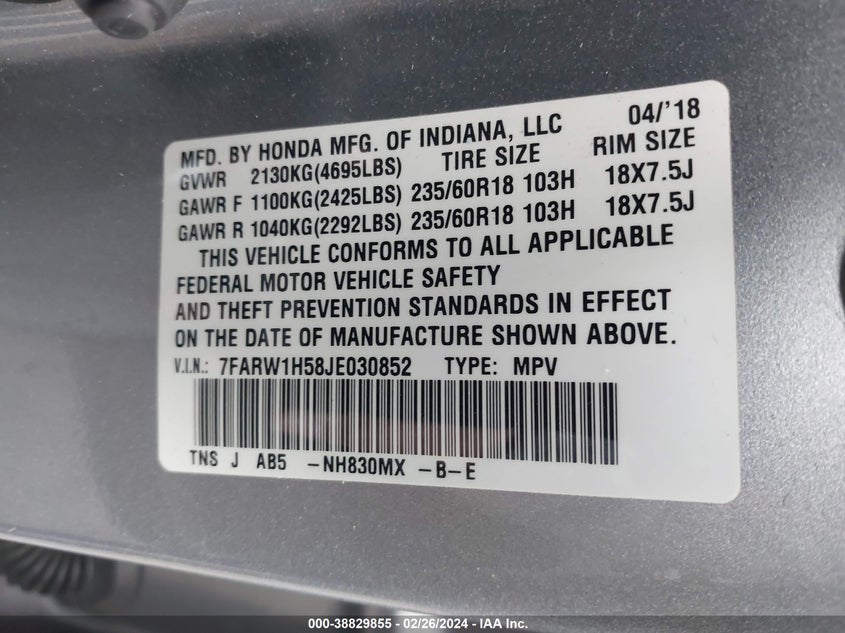 04/'18
MFD. BY HONDA MFG. OF INDIANA, LLC
GVWR 2130KG(4695LBS) TIRE SIZE RIM SIZE
GAWR F 1100KG(2425LBS) 235/60R18 103H 18X7.5J
GAWR R 1040KG(2292LBS) 235/60R18 103H 18X7.5J
THIS VEHICLE CONFORMS TO ALL APPLICABLE
FEDERAL MOTOR VEHICLE SAFETY
AND THEFT PREVENTION STANDARDS IN EFFECT
ON THE DATE OF MANUFACTURE SHOWN ABOVE.
V.I.N.: 7FARW1H58JE030852 TYPE: MPV
TNS J AB5 -NH830MX -B-E
000-38829855 - 02/26/2024 - IAA Inc.